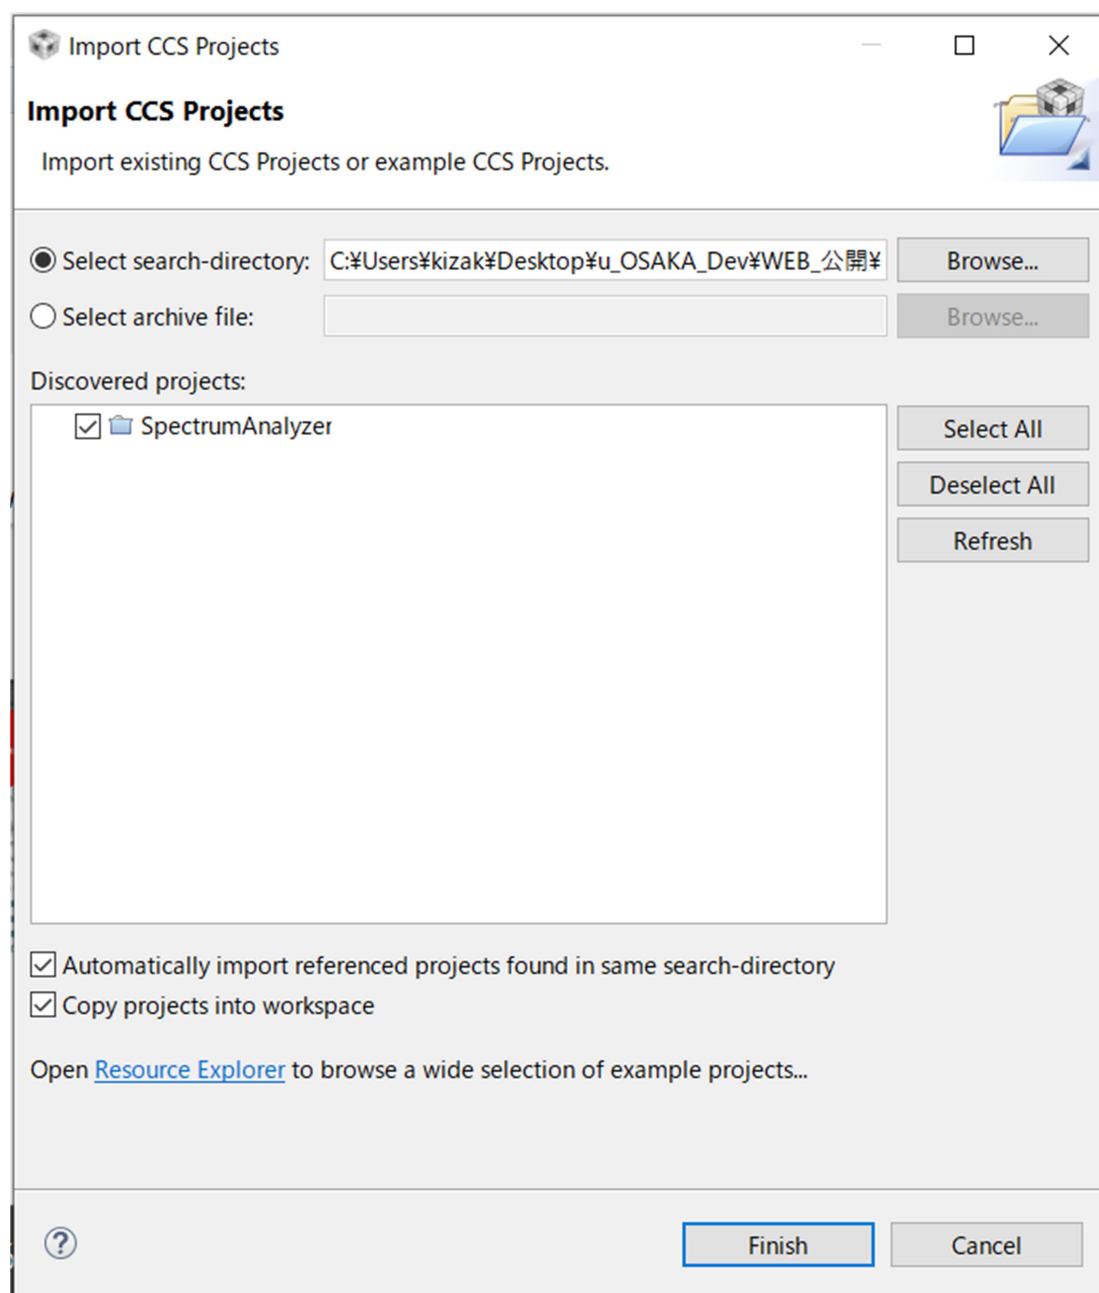 Import CCS Projects
Import CCS Projects
Import existing CCS Projects or example CCS Projects.
Select search-directory: C:¥Users¥kizak¥Desktop¥u_OSAKA_Dev¥WEB_公開¥ Browse...
Select archive file: Browse...
Discovered projects:
SpectrumAnalyzer
Select All
Deselect All
Refresh
Automatically import referenced projects found in same search-directory
Copy projects into workspace
Open Resource Explorer to browse a wide selection of example projects...
? Finish Cancel